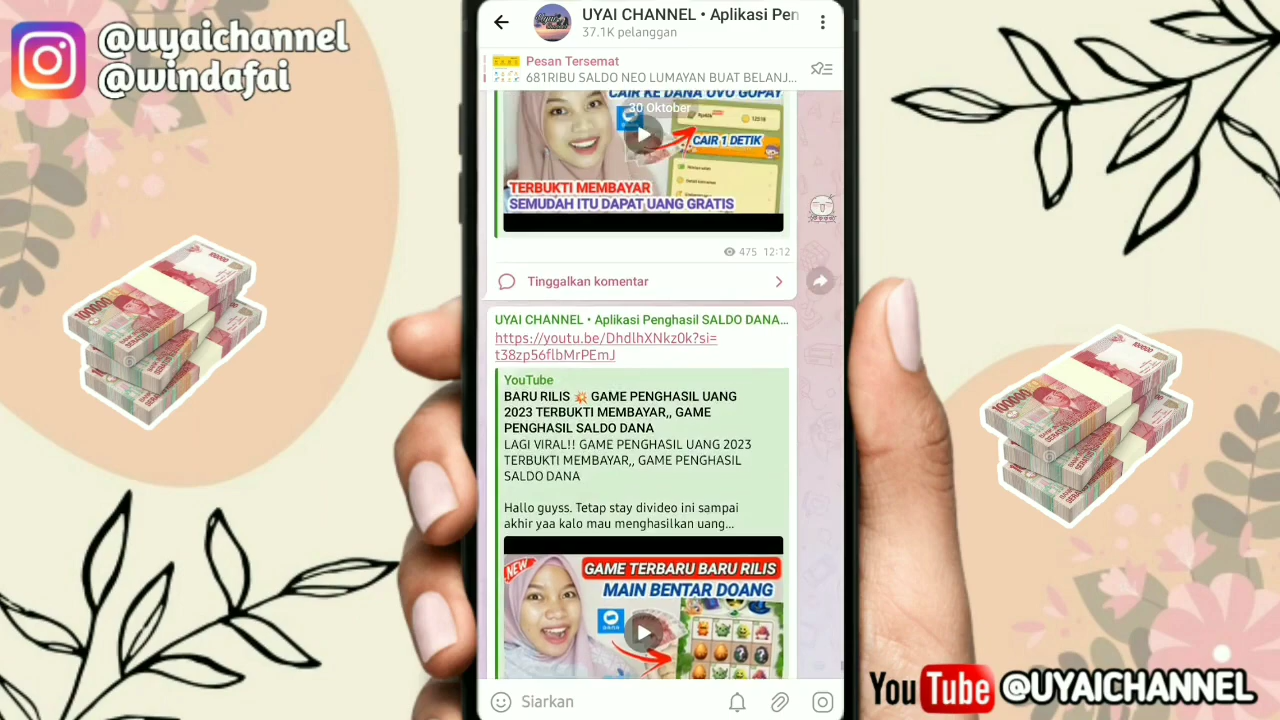 @uyaichannel
@windafai
UYAI CHANNEL • Aplikasi Pen
37.1K pelanggan
Pesan Tersemat
681RIBU SALDO NEO LUMAYAN BUAT BELANJ...
CAIR KE DANA OVO GOPAY
30 Oktober
CAIR 1 DETIK
TERBUKTI MEMBAYAR
SEMUDAH ITU DAPAT UANG GRATIS
475 12:12
Tinggalkan komentar
UYAI CHANNEL • Aplikasi Penghasil SALDO DANA...
https://youtu.be/DhdlhXNkz0k?si=
t38zp56flbMrPEmJ
YouTube
BARU RILIS 💥 GAME PENGHASIL UANG
2023 TERBUKTI MEMBAYAR,, GAME
PENGHASIL SALDO DANA
LAGI VIRAL!! GAME PENGHASIL UANG 2023
TERBUKTI MEMBAYAR,, GAME PENGHASIL
SALDO DANA
Hallo guyss. Tetap stay divideo ini sampai
akhir yaa kalo mau menghasilkan uang...
NEW
GAME TERBARU BARU RILIS
MAIN BENTAR DOANG
DANA
Siarkan
100000
100000
100000
100000
YouTube @UYAICHANNEL